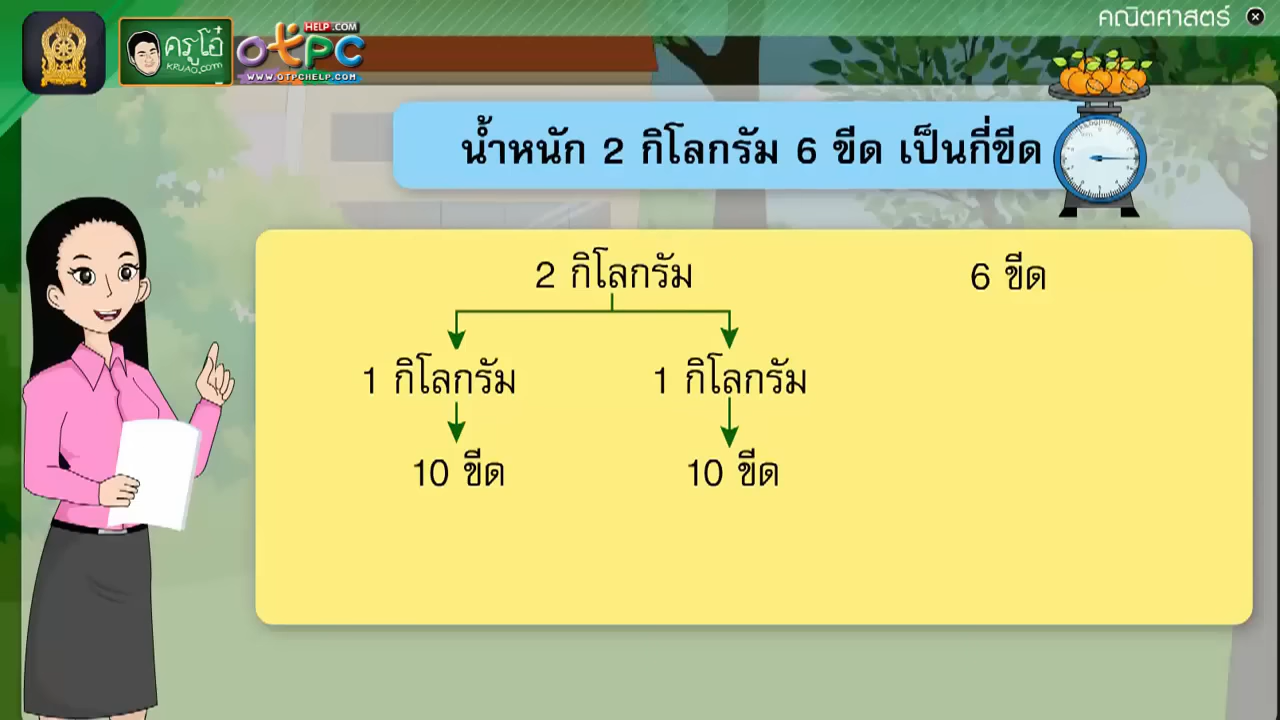 คณิตศาสตร์
ครูโอ๋
KRUAO.com
OTPC
HELP.COM
WWW.OTPCHELP.COM
น้ำหนัก 2 กิโลกรัม 6 ขีด เป็นกี่ขีด
2 กิโลกรัม 6 ขีด
1 กิโลกรัม 1 กิโลกรัม
10 ขีด 10 ขีด